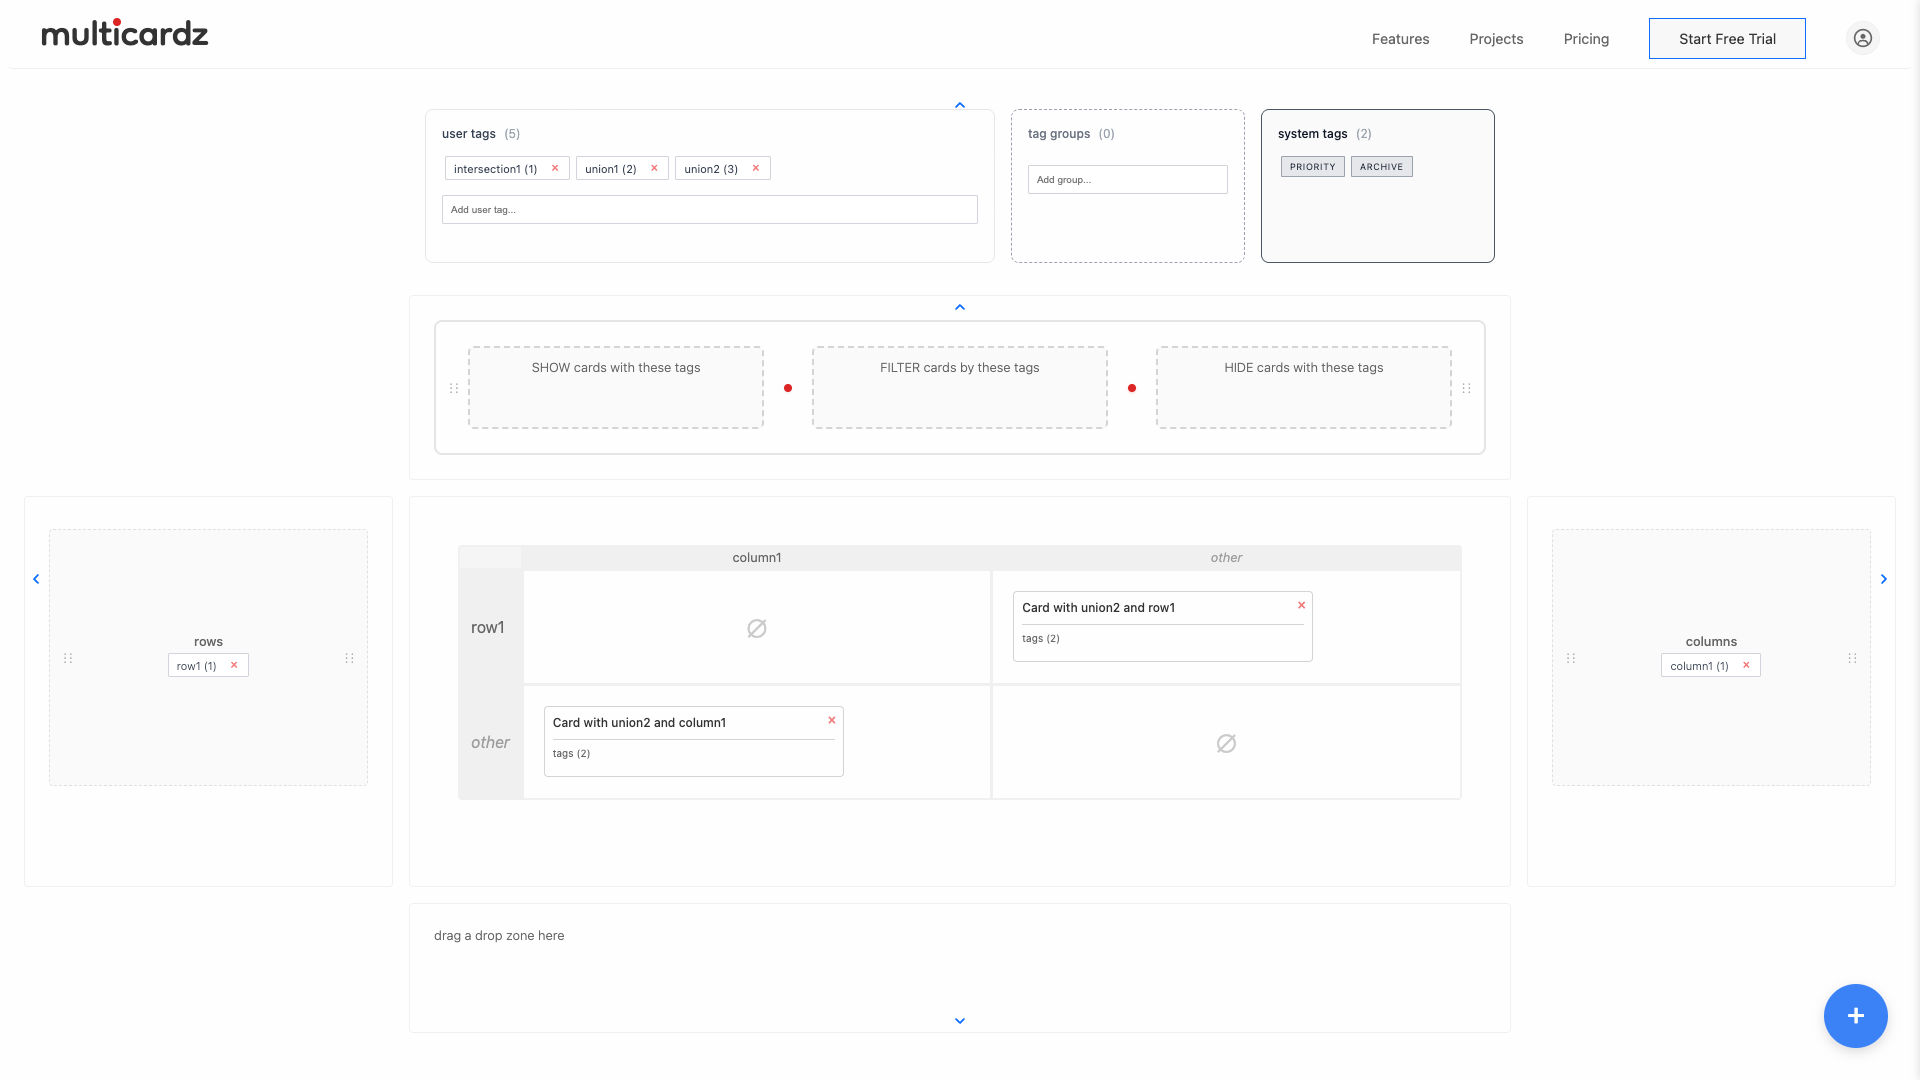 multicardz
Features
Projects
Pricing
Start Free Trial
user tags (5)
intersection1 (1) ×
union1 (2) ×
union2 (3) ×
Add user tag...
tag groups (0)
Add group...
system tags (2)
PRIORITY
ARCHIVE
SHOW cards with these tags
FILTER cards by these tags
HIDE cards with these tags
rows
row1 (1) ×
column1
other
row1
Card with union2 and row1 ×
tags (2)
other
Card with union2 and column1 ×
tags (2)
columns
column1 (1) ×
drag a drop zone here
+